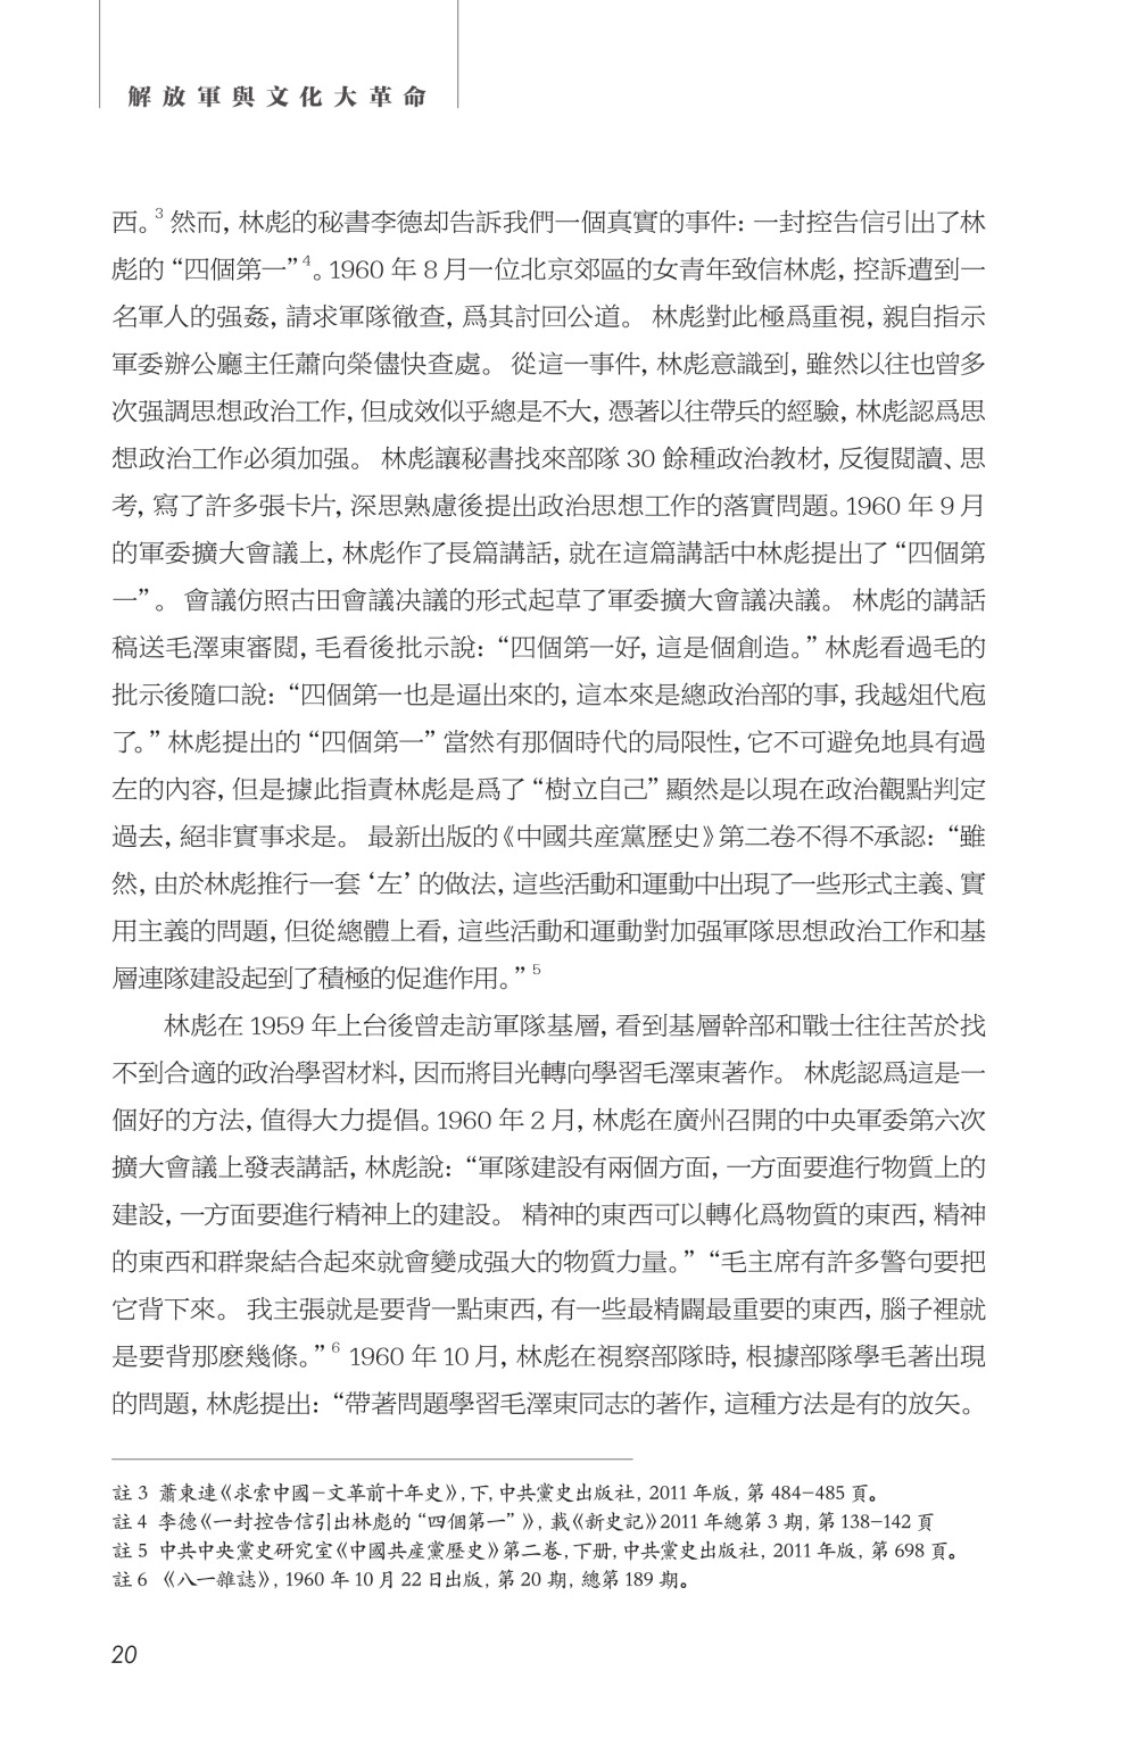 解放軍與文化大革命
西。3 然而, 林彪的秘書李德却告訴我們一個真實的事件: 一封控告信引出了林
彪的“四個第一”4。1960 年 8 月一位北京郊區的女青年致信林彪, 控訴遭到一
名軍人的强姦, 請求軍隊徹查, 爲其討回公道。 林彪對此極爲重視, 親自指示
軍委辦公廳主任蕭向榮儘快查處。 從這一事件, 林彪意識到, 雖然以往也曾多
次强調思想政治工作, 但成效似乎總是不大, 憑著以往帶兵的經驗, 林彪認爲思
想政治工作必須加强。 林彪讓秘書找來部隊 30 餘種政治教材, 反復閱讀、思
考, 寫了許多張卡片, 深思熟慮後提出政治思想工作的落實問題。1960 年 9 月
的軍委擴大會議上, 林彪作了長篇講話, 就在這篇講話中林彪提出了“四個第
一”。 會議仿照古田會議决議的形式起草了軍委擴大會議决議。 林彪的講話
稿送毛澤東審閱, 毛看後批示說: “四個第一好, 這是個創造。” 林彪看過毛的
批示後隨口說: “四個第一也是逼出來的, 這本來是總政治部的事, 我越俎代庖
了。” 林彪提出的“四個第一”當然有那個時代的局限性, 它不可避免地具有過
左的內容, 但是據此指責林彪是爲了“樹立自己”顯然是以現在政治觀點判定
過去, 絕非實事求是。 最新出版的《中國共産黨歷史》第二卷不得不承認: “雖
然, 由於林彪推行一套‘左’的做法, 這些活動和運動中出現了一些形式主義、實
用主義的問題, 但從總體上看, 這些活動和運動對加强軍隊思想政治工作和基
層連隊建設起到了積極的促進作用。” 5
林彪在 1959 年上台後曾走訪軍隊基層, 看到基層幹部和戰士往往苦於找
不到合適的政治學習材料, 因而將目光轉向學習毛澤東著作。 林彪認爲這是一
個好的方法, 值得大力提倡。1960 年 2 月, 林彪在廣州召開的中央軍委第六次
擴大會議上發表講話, 林彪說: “軍隊建設有兩個方面, 一方面要進行物質上的
建設, 一方面要進行精神上的建設。 精神的東西可以轉化爲物質的東西, 精神
的東西和群衆結合起來就會變成强大的物質力量。” “毛主席有許多警句要把
它背下來。 我主張就是要背一點東西, 有一些最精闢最重要的東西, 腦子裡就
是要背那麽幾條。” 6 1960 年 10 月, 林彪在視察部隊時, 根據部隊學毛著出現
的問題, 林彪提出: “帶著問題學習毛澤東同志的著作, 這種方法是有的放矢。
註 3 蕭東連《求索中國–文革前十年史》, 下, 中共黨史出版社, 2011 年版, 第 484–485 頁。
註 4 李德《一封控告信引出林彪的“四個第一”》, 載《新史記》2011 年總第 3 期, 第 138–142 頁
註 5 中共中央黨史研究室《中國共産黨歷史》第二卷, 下册, 中共黨史出版社, 2011 年版, 第 698 頁。
註 6 《八一雜誌》, 1960 年 10 月 22 日出版, 第 20 期, 總第 189 期。
20